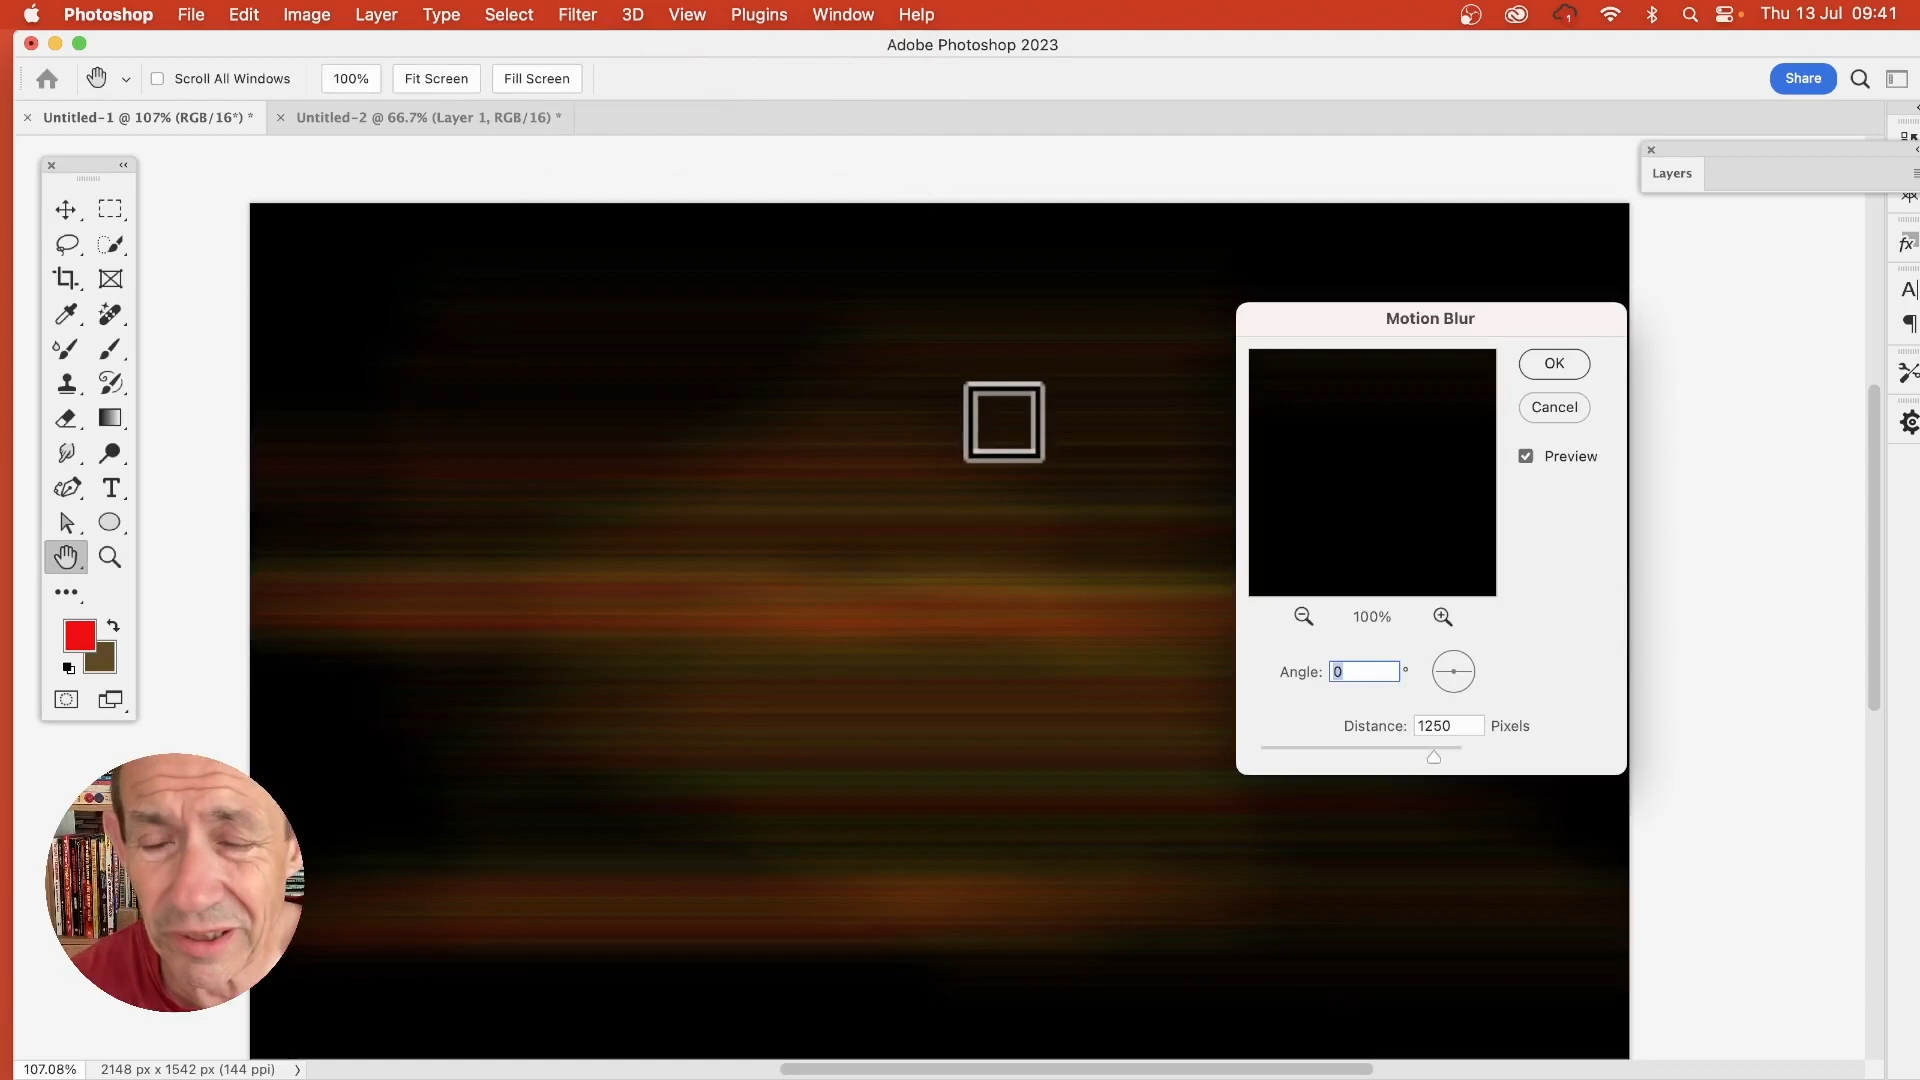 Photoshop File Edit Image Layer Type Select Filter 3D View Plugins Window Help 1 Thu 13 Jul 09:41
Adobe Photoshop 2023
Scroll All Windows 100% Fit Screen Fill Screen Share
× Untitled-1 @ 107% (RGB/16*) * × Untitled-2 @ 66.7% (Layer 1, RGB/16) *
Layers
Motion Blur
OK
Cancel
Preview
100%
Angle: 0 °
Distance: 1250 Pixels
107.08% 2148 px x 1542 px (144 ppi)